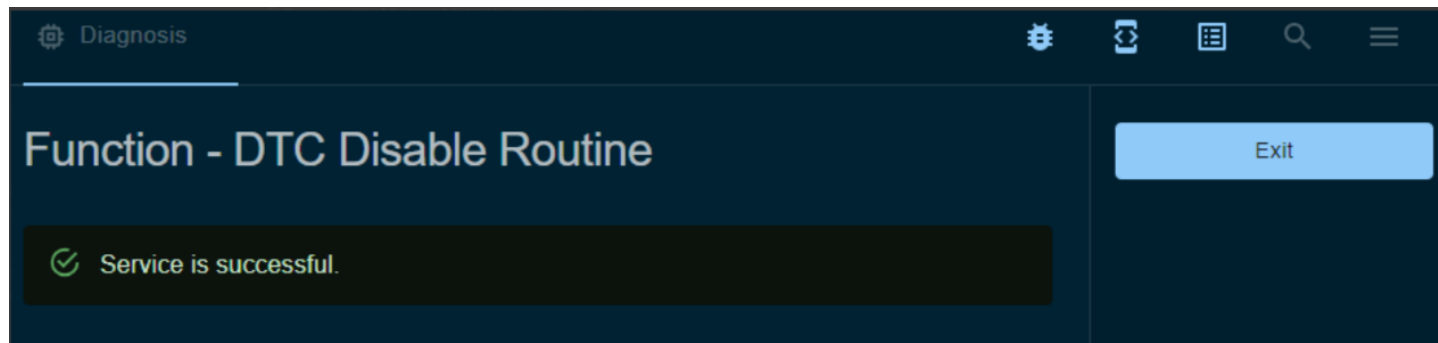 Diagnosis
Function - DTC Disable Routine
Exit
Service is successful.